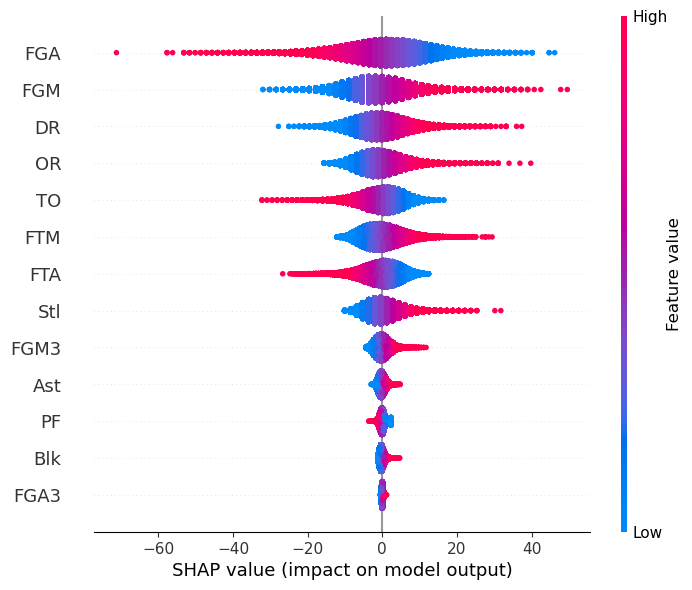 High
FGA
FGM
DR
OR
TO
FTM
FTA
Stl
FGM3
Ast
PF
Blk
FGA3
Feature value
Low
−60 −40 −20 0 20 40
SHAP value (impact on model output)